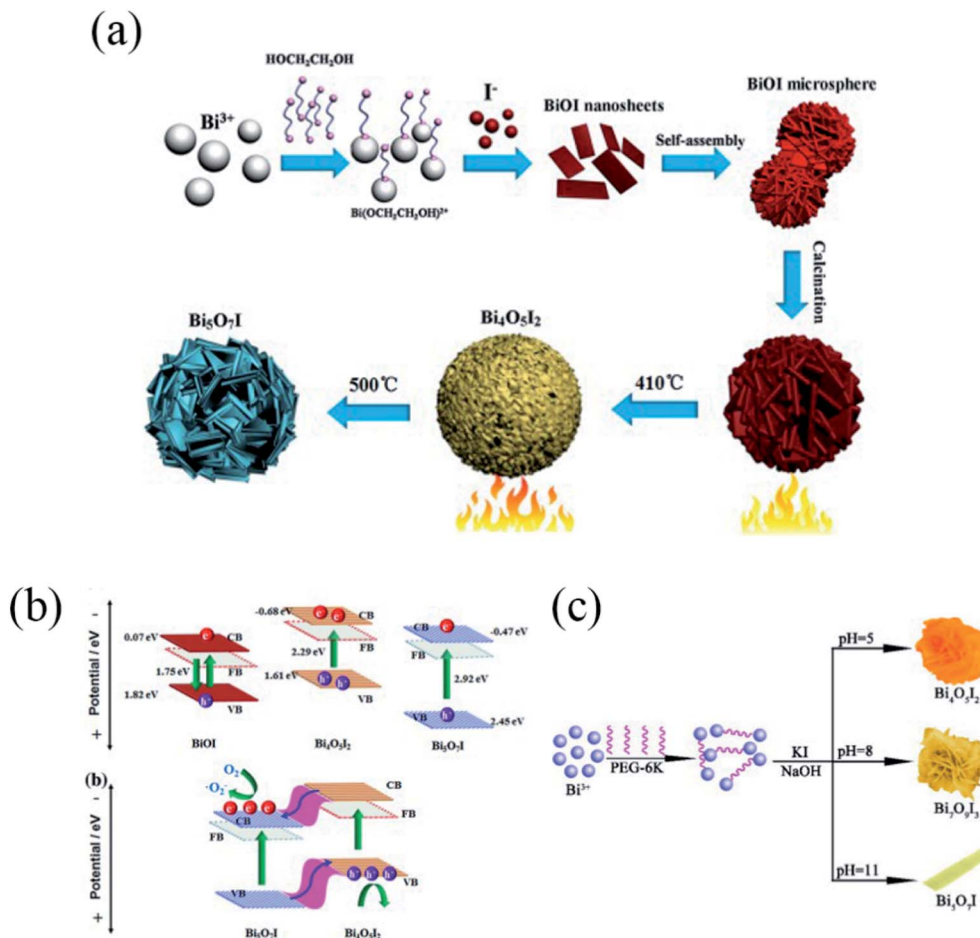 (a)
HOCH₂CH₂OH
Bi³⁺
I⁻
BiOI nanosheets
BiOI microsphere
Self-assembly
Bi(OCH₂CH₂OH)²⁺
Calcination
Bi₅O₇I
Bi₄O₅I₂
500℃
410℃
(b)
Potential / eV
-
+
0.07 eV
e⁻
CB
FB
1.75 eV
1.82 eV
h⁺
VB
BiOI
-0.68 eV
e⁻ e⁻
CB
FB
2.29 eV
1.61 eV
h⁺ h⁺
VB
Bi₄O₅I₂
CB
e⁻
-0.47 eV
FB
2.92 eV
VB
h⁺
2.45 eV
Bi₅O₇I
(b)
Potential / eV
-
+
O₂
·O₂⁻
e⁻ e⁻ e⁻
CB
FB
VB
Bi₅O₇I
CB
FB
h⁺ h⁺ h⁺
VB
Bi₄O₅I₂
(c)
Bi³⁺
PEG-6K
KI
NaOH
pH=5
Bi₄O₅I₂
pH=8
Bi₇O₉I₃
pH=11
Bi₅O₇I